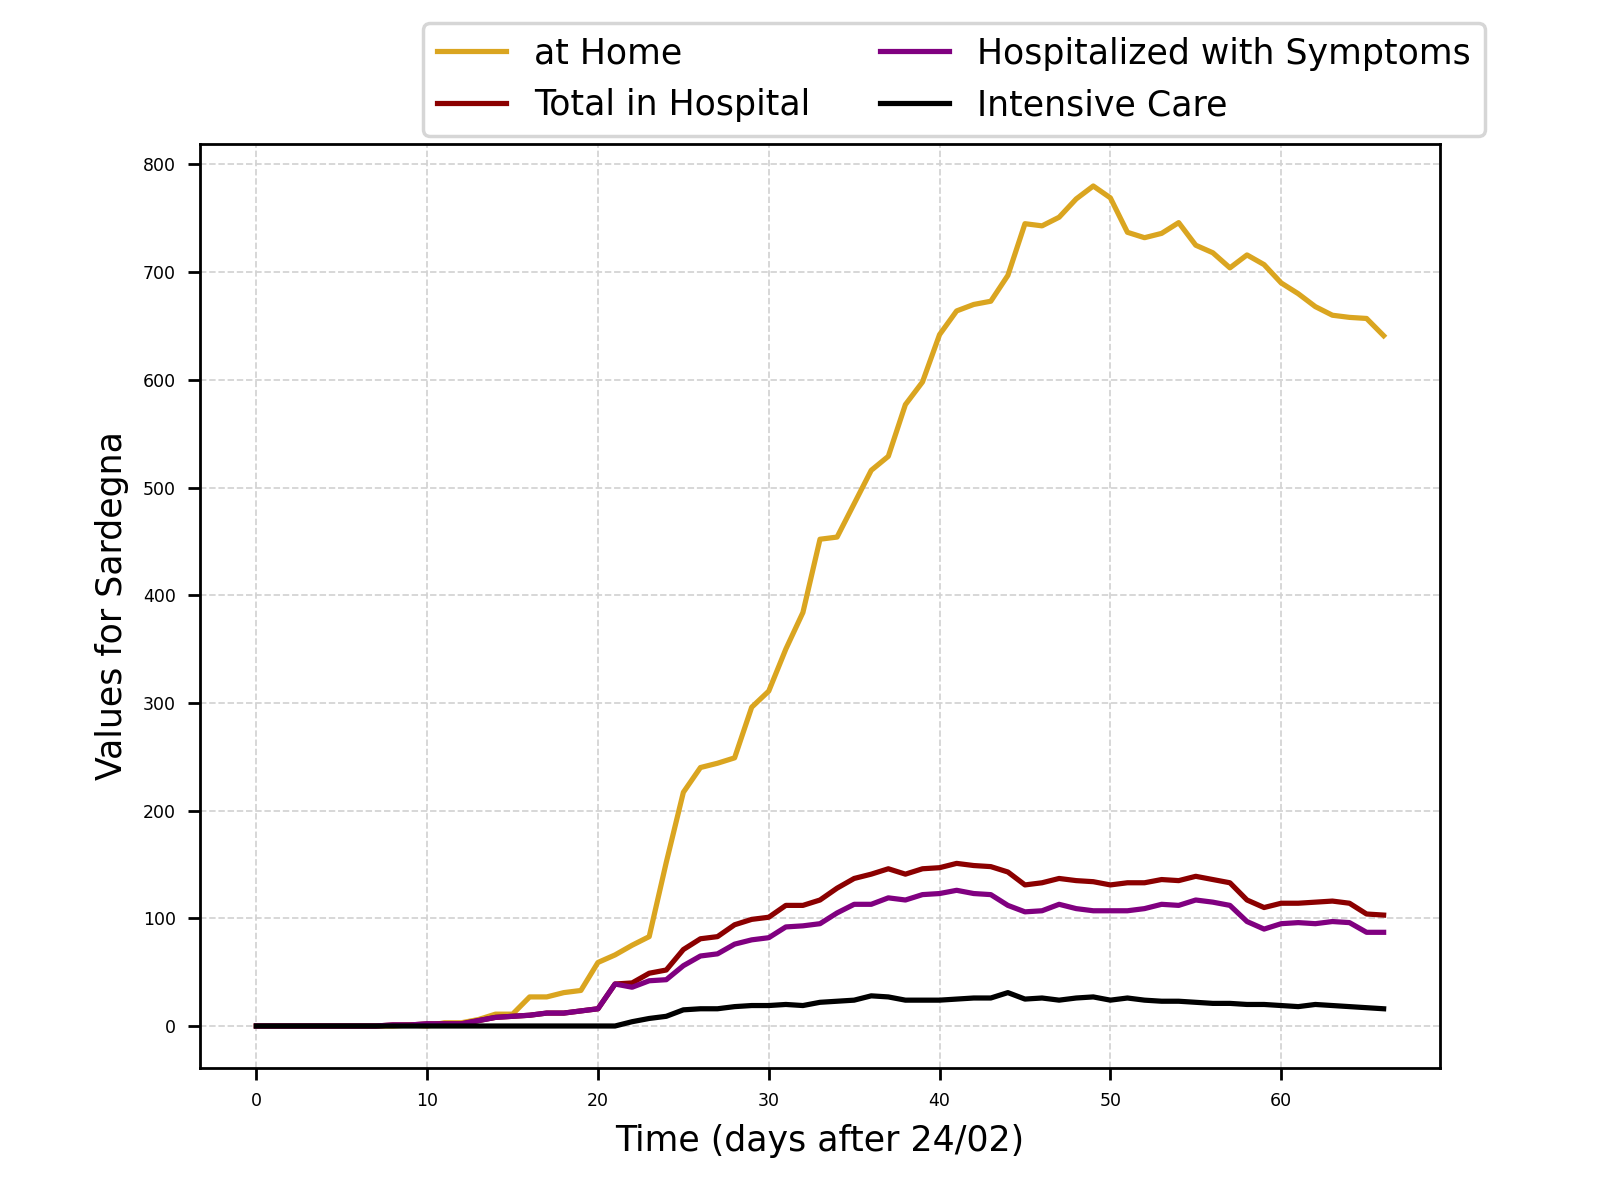 at Home
Total in Hospital
Hospitalized with Symptoms
Intensive Care
800
700
600
500
400
300
200
100
0
Values for Sardegna
0 10 20 30 40 50 60
Time (days after 24/02)